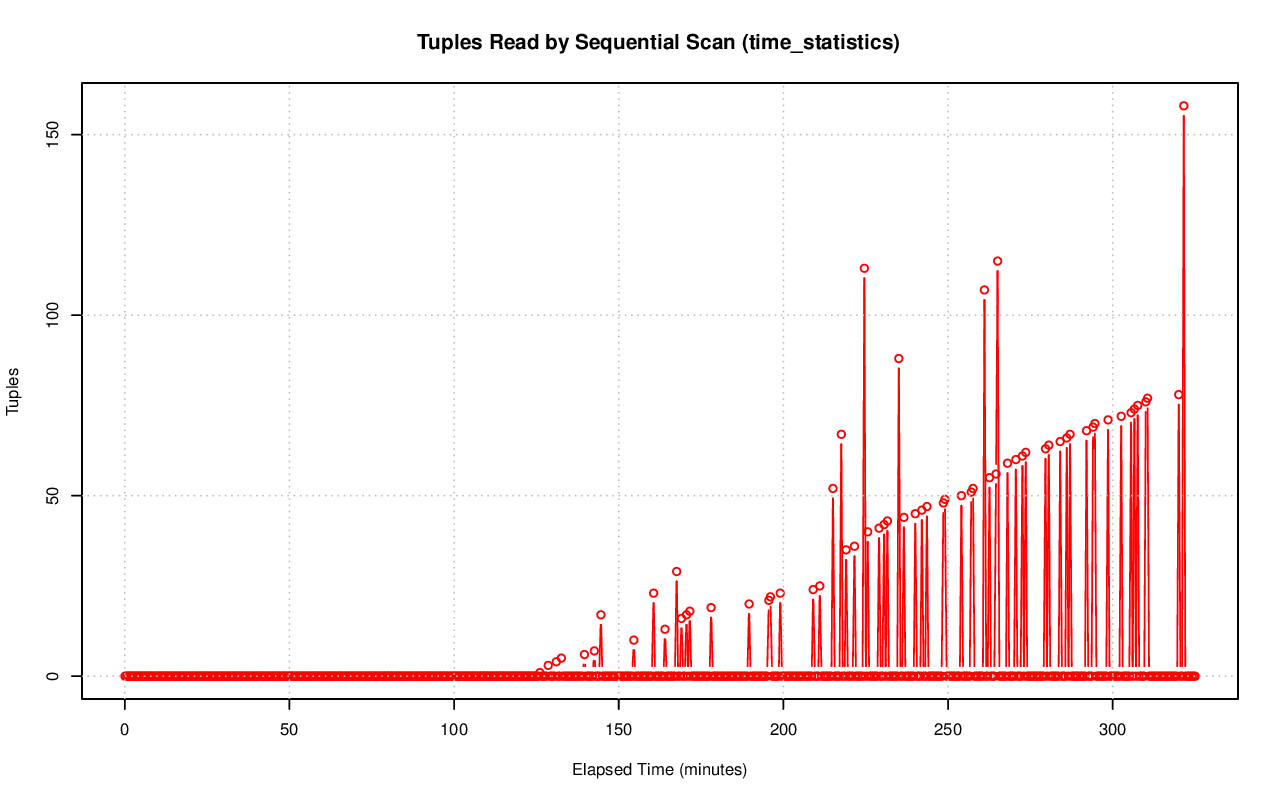 Tuples Read by Sequential Scan (time_statistics)
Tuples
150
100
50
0
0 50 100 150 200 250 300
Elapsed Time (minutes)